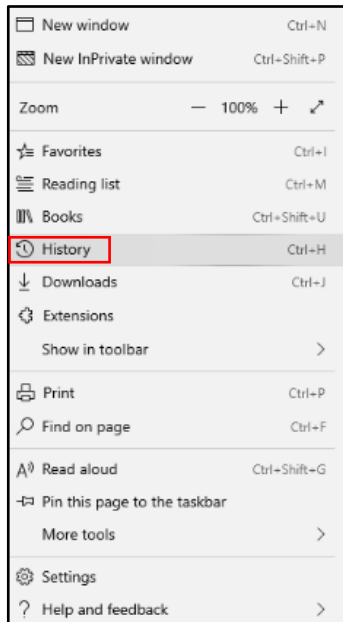 New window Ctrl+N
New InPrivate window Ctrl+Shift+P
Zoom — 100% +
Favorites Ctrl+I
Reading list Ctrl+M
Books Ctrl+Shift+U
History Ctrl+H
Downloads Ctrl+J
Extensions
Show in toolbar >
Print Ctrl+P
Find on page Ctrl+F
Read aloud Ctrl+Shift+G
Pin this page to the taskbar
More tools >
Settings
? Help and feedback >